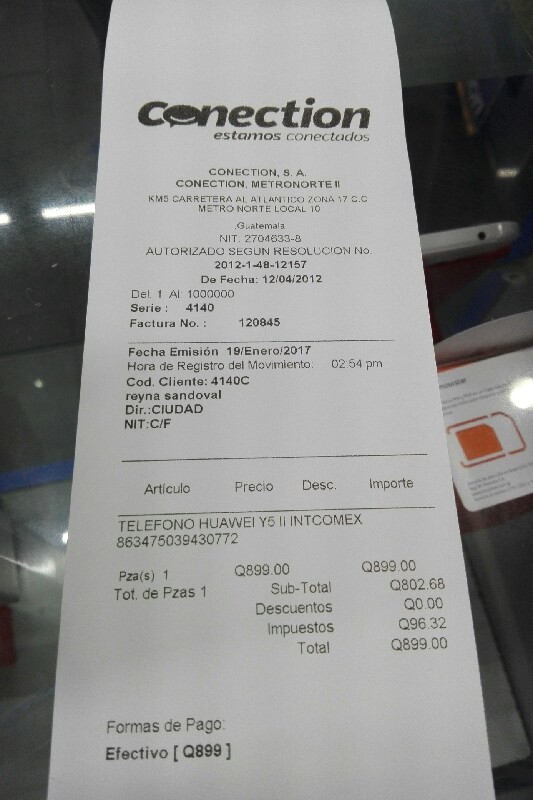 Conection
estamos conectados
CONECTION, S. A.
CONECTION, METRONORTE II
KM5 CARRETERA AL ATLANTICO ZONA 17 C.C
METRO NORTE LOCAL 10
,Guatemala
NIT. 2704633-8
AUTORIZADO SEGUN RESOLUCION No.
2012-1-48-12157
De Fecha: 12/04/2012
Del: 1 Al: 1000000
Serie : 4140
Factura No. : 120845
Fecha Emisión 19/Enero/2017
Hora de Registro del Movimiento: 02:54 pm
Cod. Cliente: 4140C
reyna sandoval
Dir.:CIUDAD
NIT:C/F
Artículo Precio Desc. Importe
TELEFONO HUAWEI Y5 II INTCOMEX
863475039430772
Pza(s) 1 Q899.00 Q899.00
Tot. de Pzas 1 Sub-Total Q802.68
Descuentos Q0.00
Impuestos Q96.32
Total Q899.00
Formas de Pago:
Efectivo [ Q899 ]